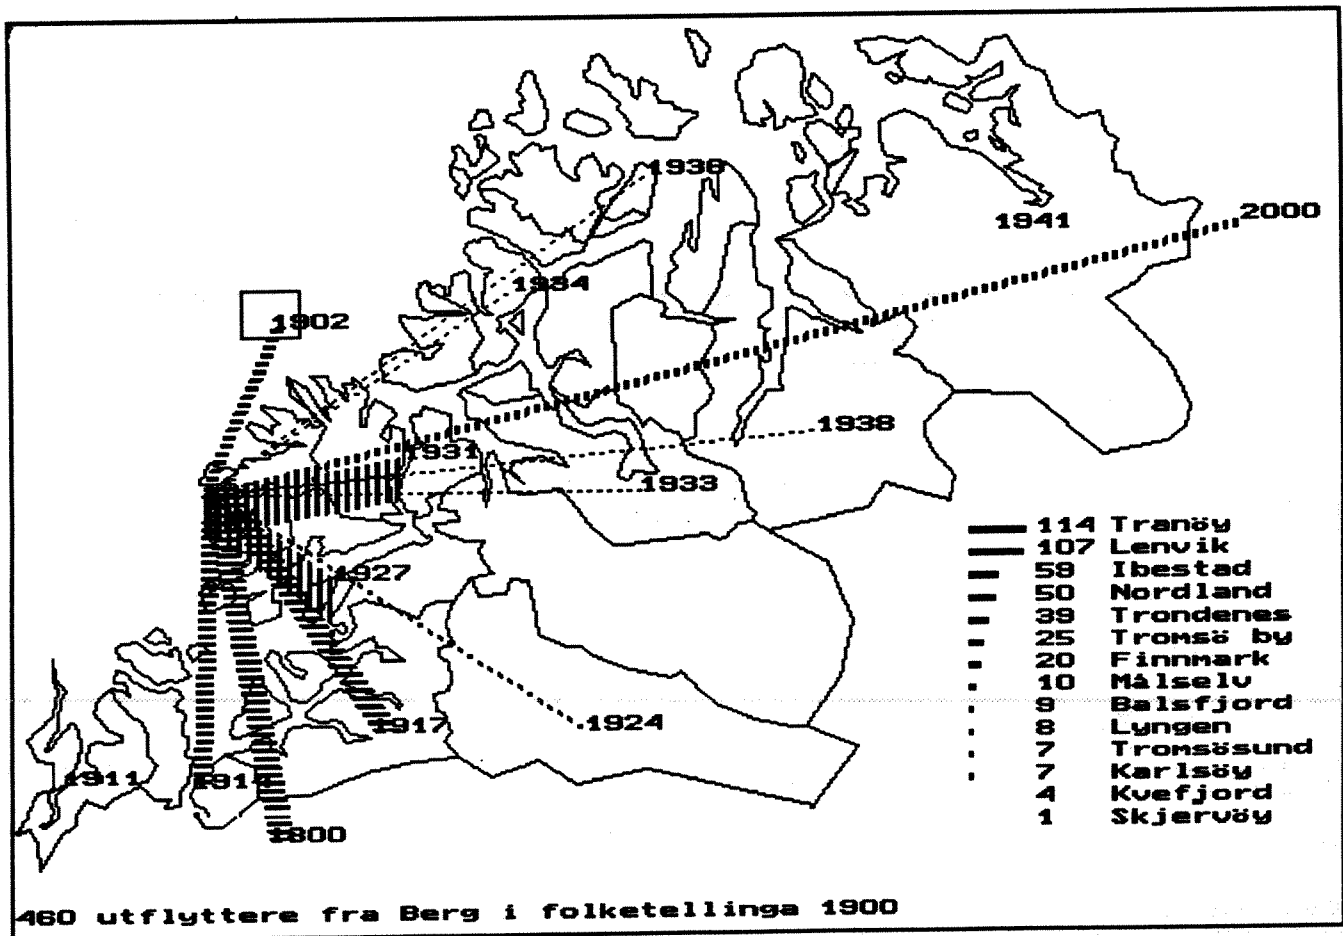 1936
1941
2000
1934
1902
1938
1931
1933
1927
1924
1917
1911
1914
1800
114 Tranöy
107 Lenvik
59 Ibestad
50 Nordland
39 Trondenes
25 Tromsö by
20 Finnmark
10 Målselv
9 Balsfjord
8 Lyngen
7 Tromsösund
7 Karlsöy
4 Kvefjord
1 Skjervöy
460 utflyttere fra Berg i folketellinga 1900